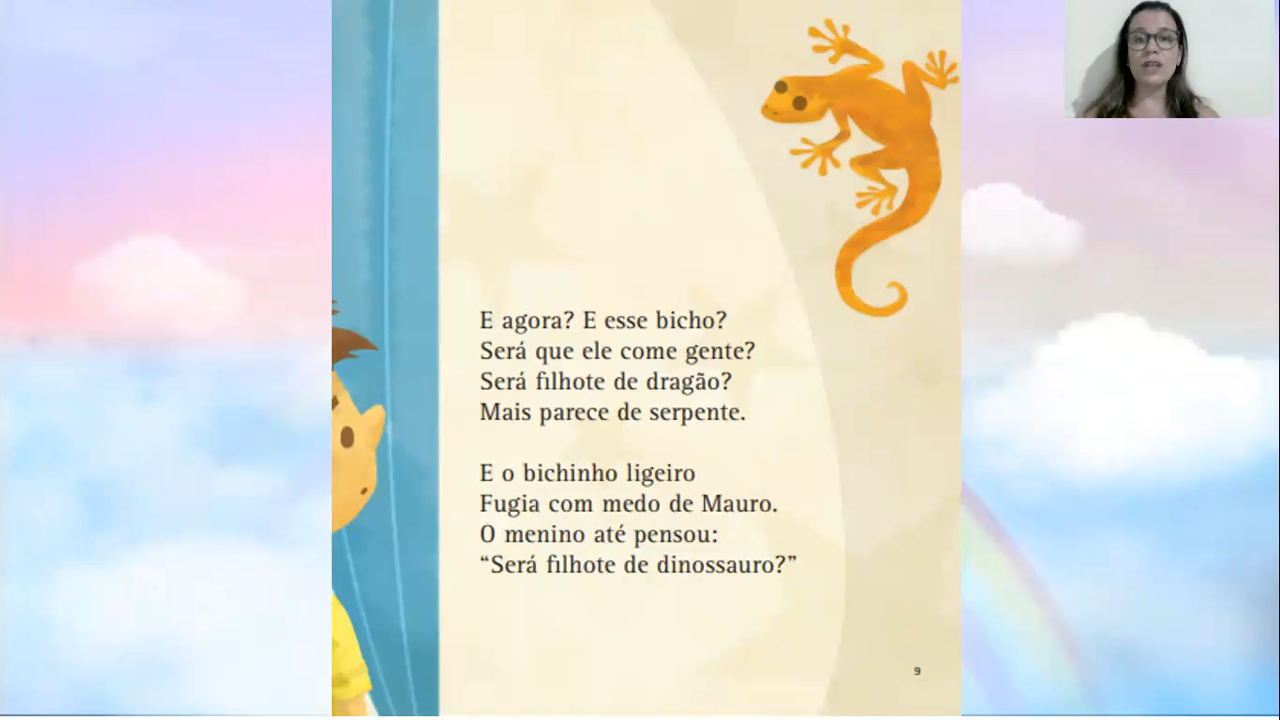 E agora? E esse bicho?
Será que ele come gente?
Será filhote de dragão?
Mais parece de serpente.
E o bichinho ligeiro
Fugia com medo de Mauro.
O menino até pensou:
“Será filhote de dinossauro?”
9